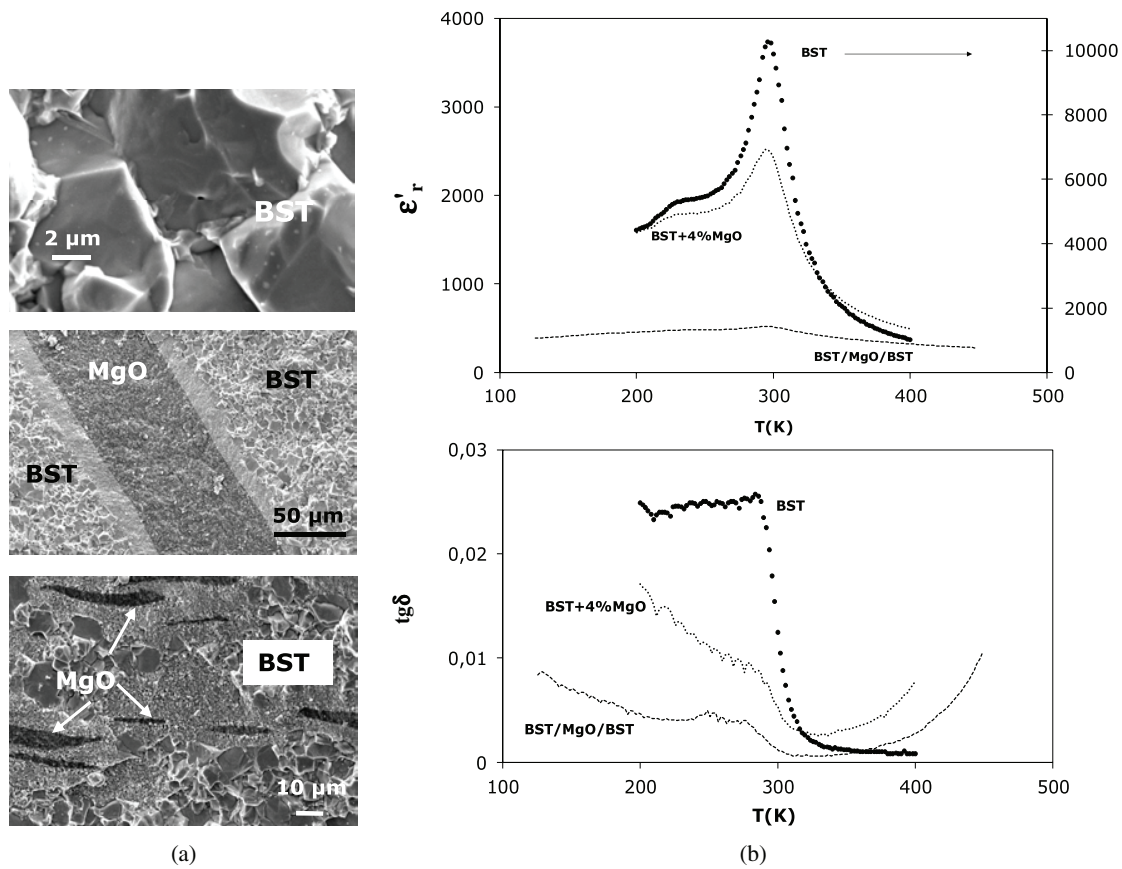 BST
2 μm
MgO
BST
BST
50 μm
BST
MgO
10 μm
(a)
4000
3000
2000
1000
0
ε'r
10000
8000
6000
4000
2000
0
BST
BST+4%MgO
BST/MgO/BST
100
200
300
400
500
T(K)
0,03
0,02
0,01
0
tgδ
BST
BST+4%MgO
BST/MgO/BST
100
200
300
400
500
T(K)
(b)